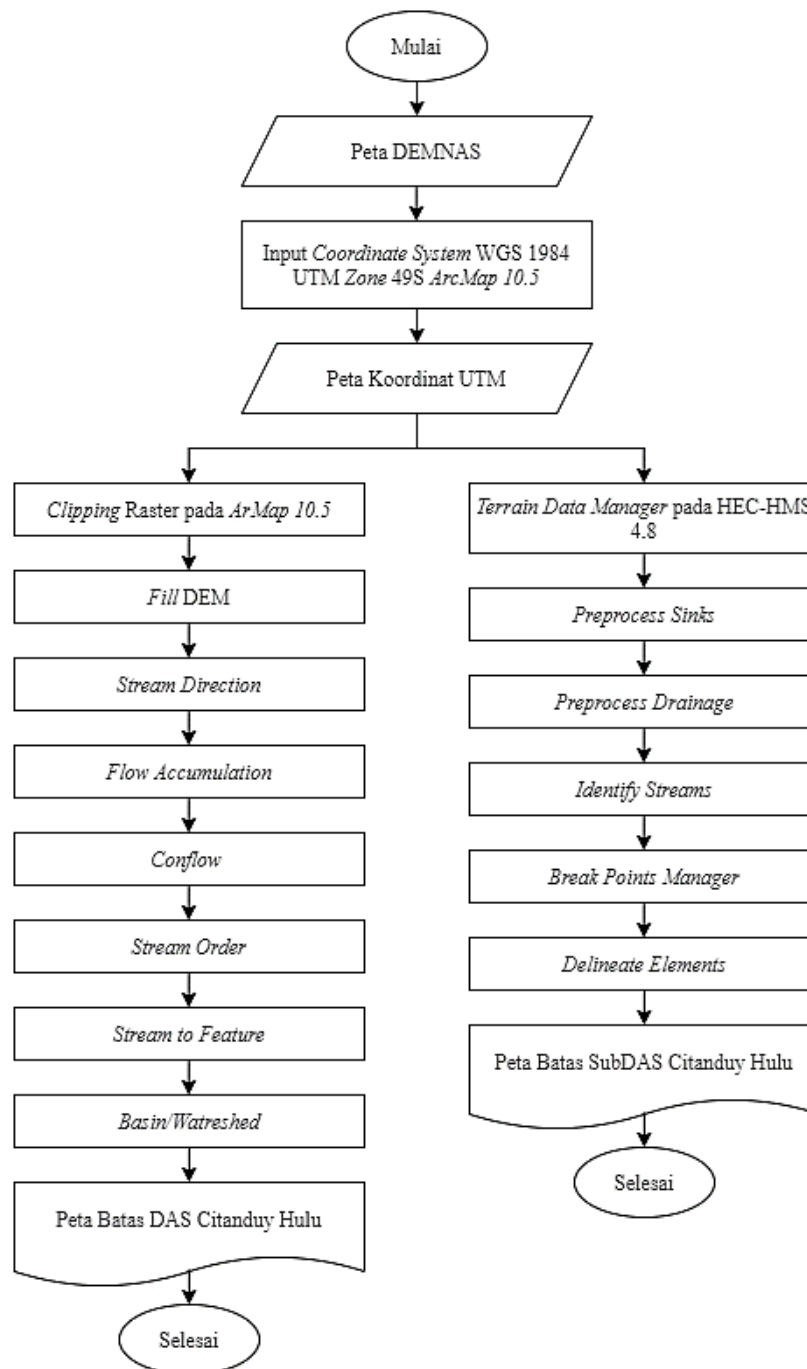 Mulai
Peta DEMNAS
Input Coordinate System WGS 1984
UTM Zone 49S ArcMap 10.5
Peta Koordinat UTM
Clipping Raster pada ArMap 10.5
Fill DEM
Stream Direction
Flow Accumulation
Conflow
Stream Order
Stream to Feature
Basin/Watreshed
Peta Batas DAS Citanduy Hulu
Selesai
Terrain Data Manager pada HEC-HMS
4.8
Preprocess Sinks
Preprocess Drainage
Identify Streams
Break Points Manager
Delineate Elements
Peta Batas SubDAS Citanduy Hulu
Selesai